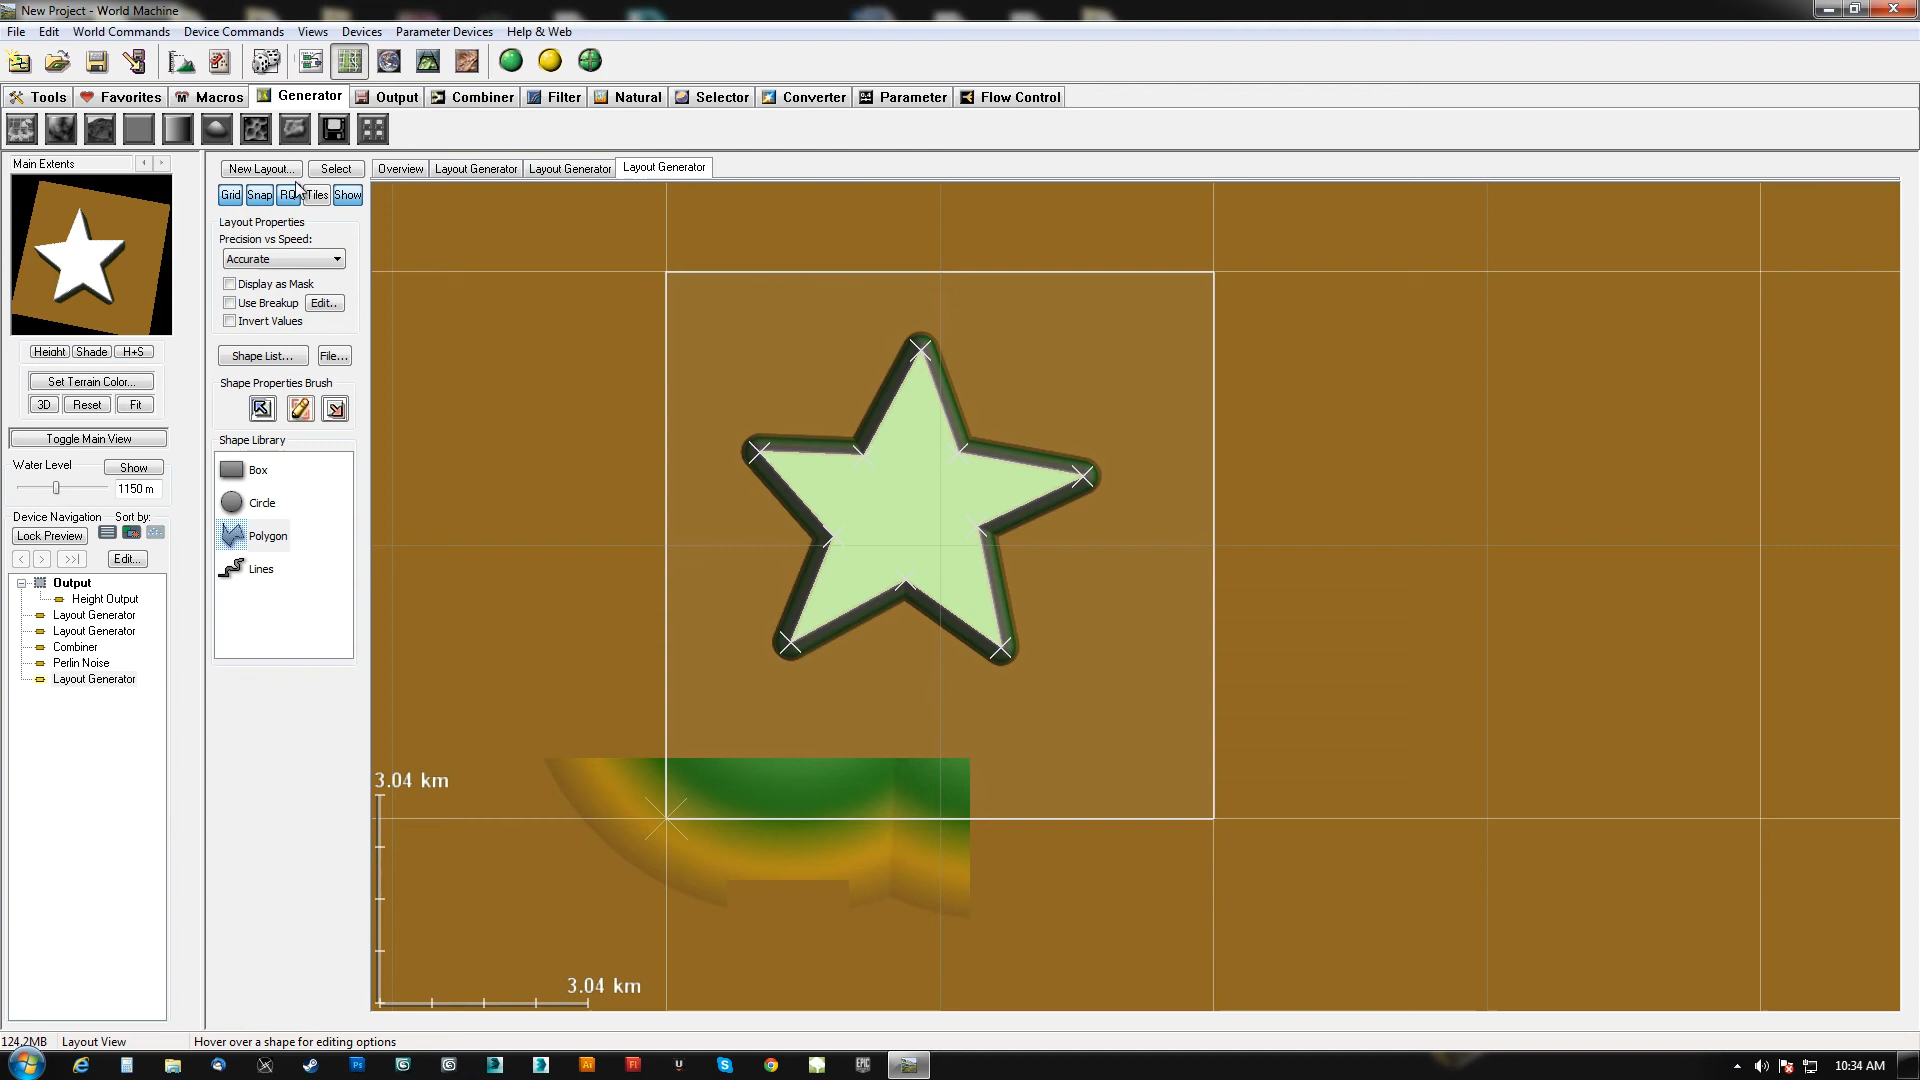 New Project - World Machine
File Edit World Commands Device Commands Views Devices Parameter Devices Help & Web
Tools Favorites Macros Generator Output Combiner Filter Natural Selector Converter Parameter Flow Control
Main Extents
New Layout... Select
Overview Layout Generator Layout Generator Layout Generator
Grid Snap Tiles Show
Layout Properties
Precision vs Speed:
Accurate
Display as Mask
Use Breakup Edit..
Invert Values
Height Shade H+S
Shape List... File...
Set Terrain Color...
Shape Properties Brush
3D Reset Fit
Toggle Main View
Shape Library
Water Level Show
Box
1150 m
Circle
Device Navigation Sort by:
Lock Preview
Polygon
< > >>| Edit...
Lines
Output
Height Output
Layout Generator
Layout Generator
Combiner
Perlin Noise
Layout Generator
3.04 km
3.04 km
124.2MB Layout View Hover over a shape for editing options
Ps Ai Fl EPIC 10:34 AM